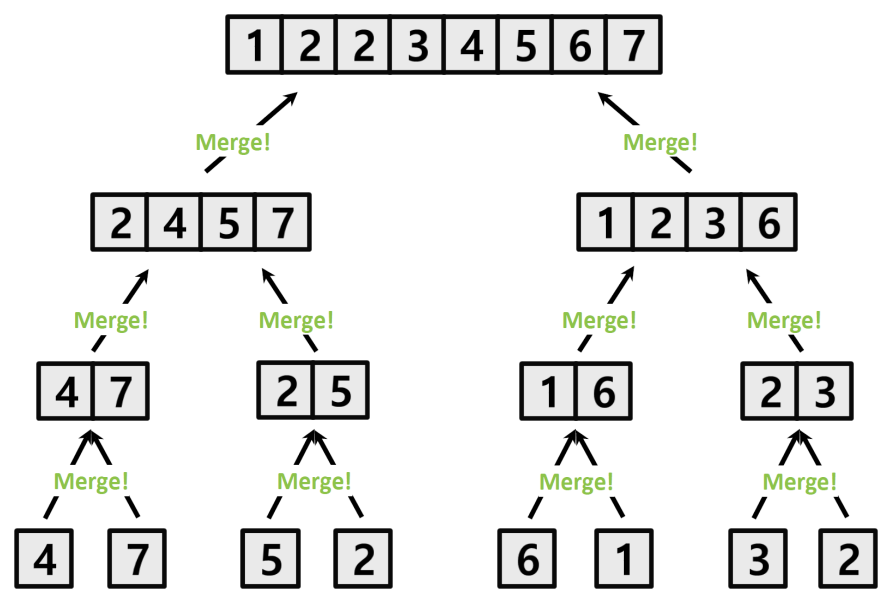 1 2 2 3 4 5 6 7
Merge! Merge!
2 4 5 7 1 2 3 6
Merge! Merge! Merge! Merge!
4 7 2 5 1 6 2 3
Merge! Merge! Merge! Merge!
4 7 5 2 6 1 3 2